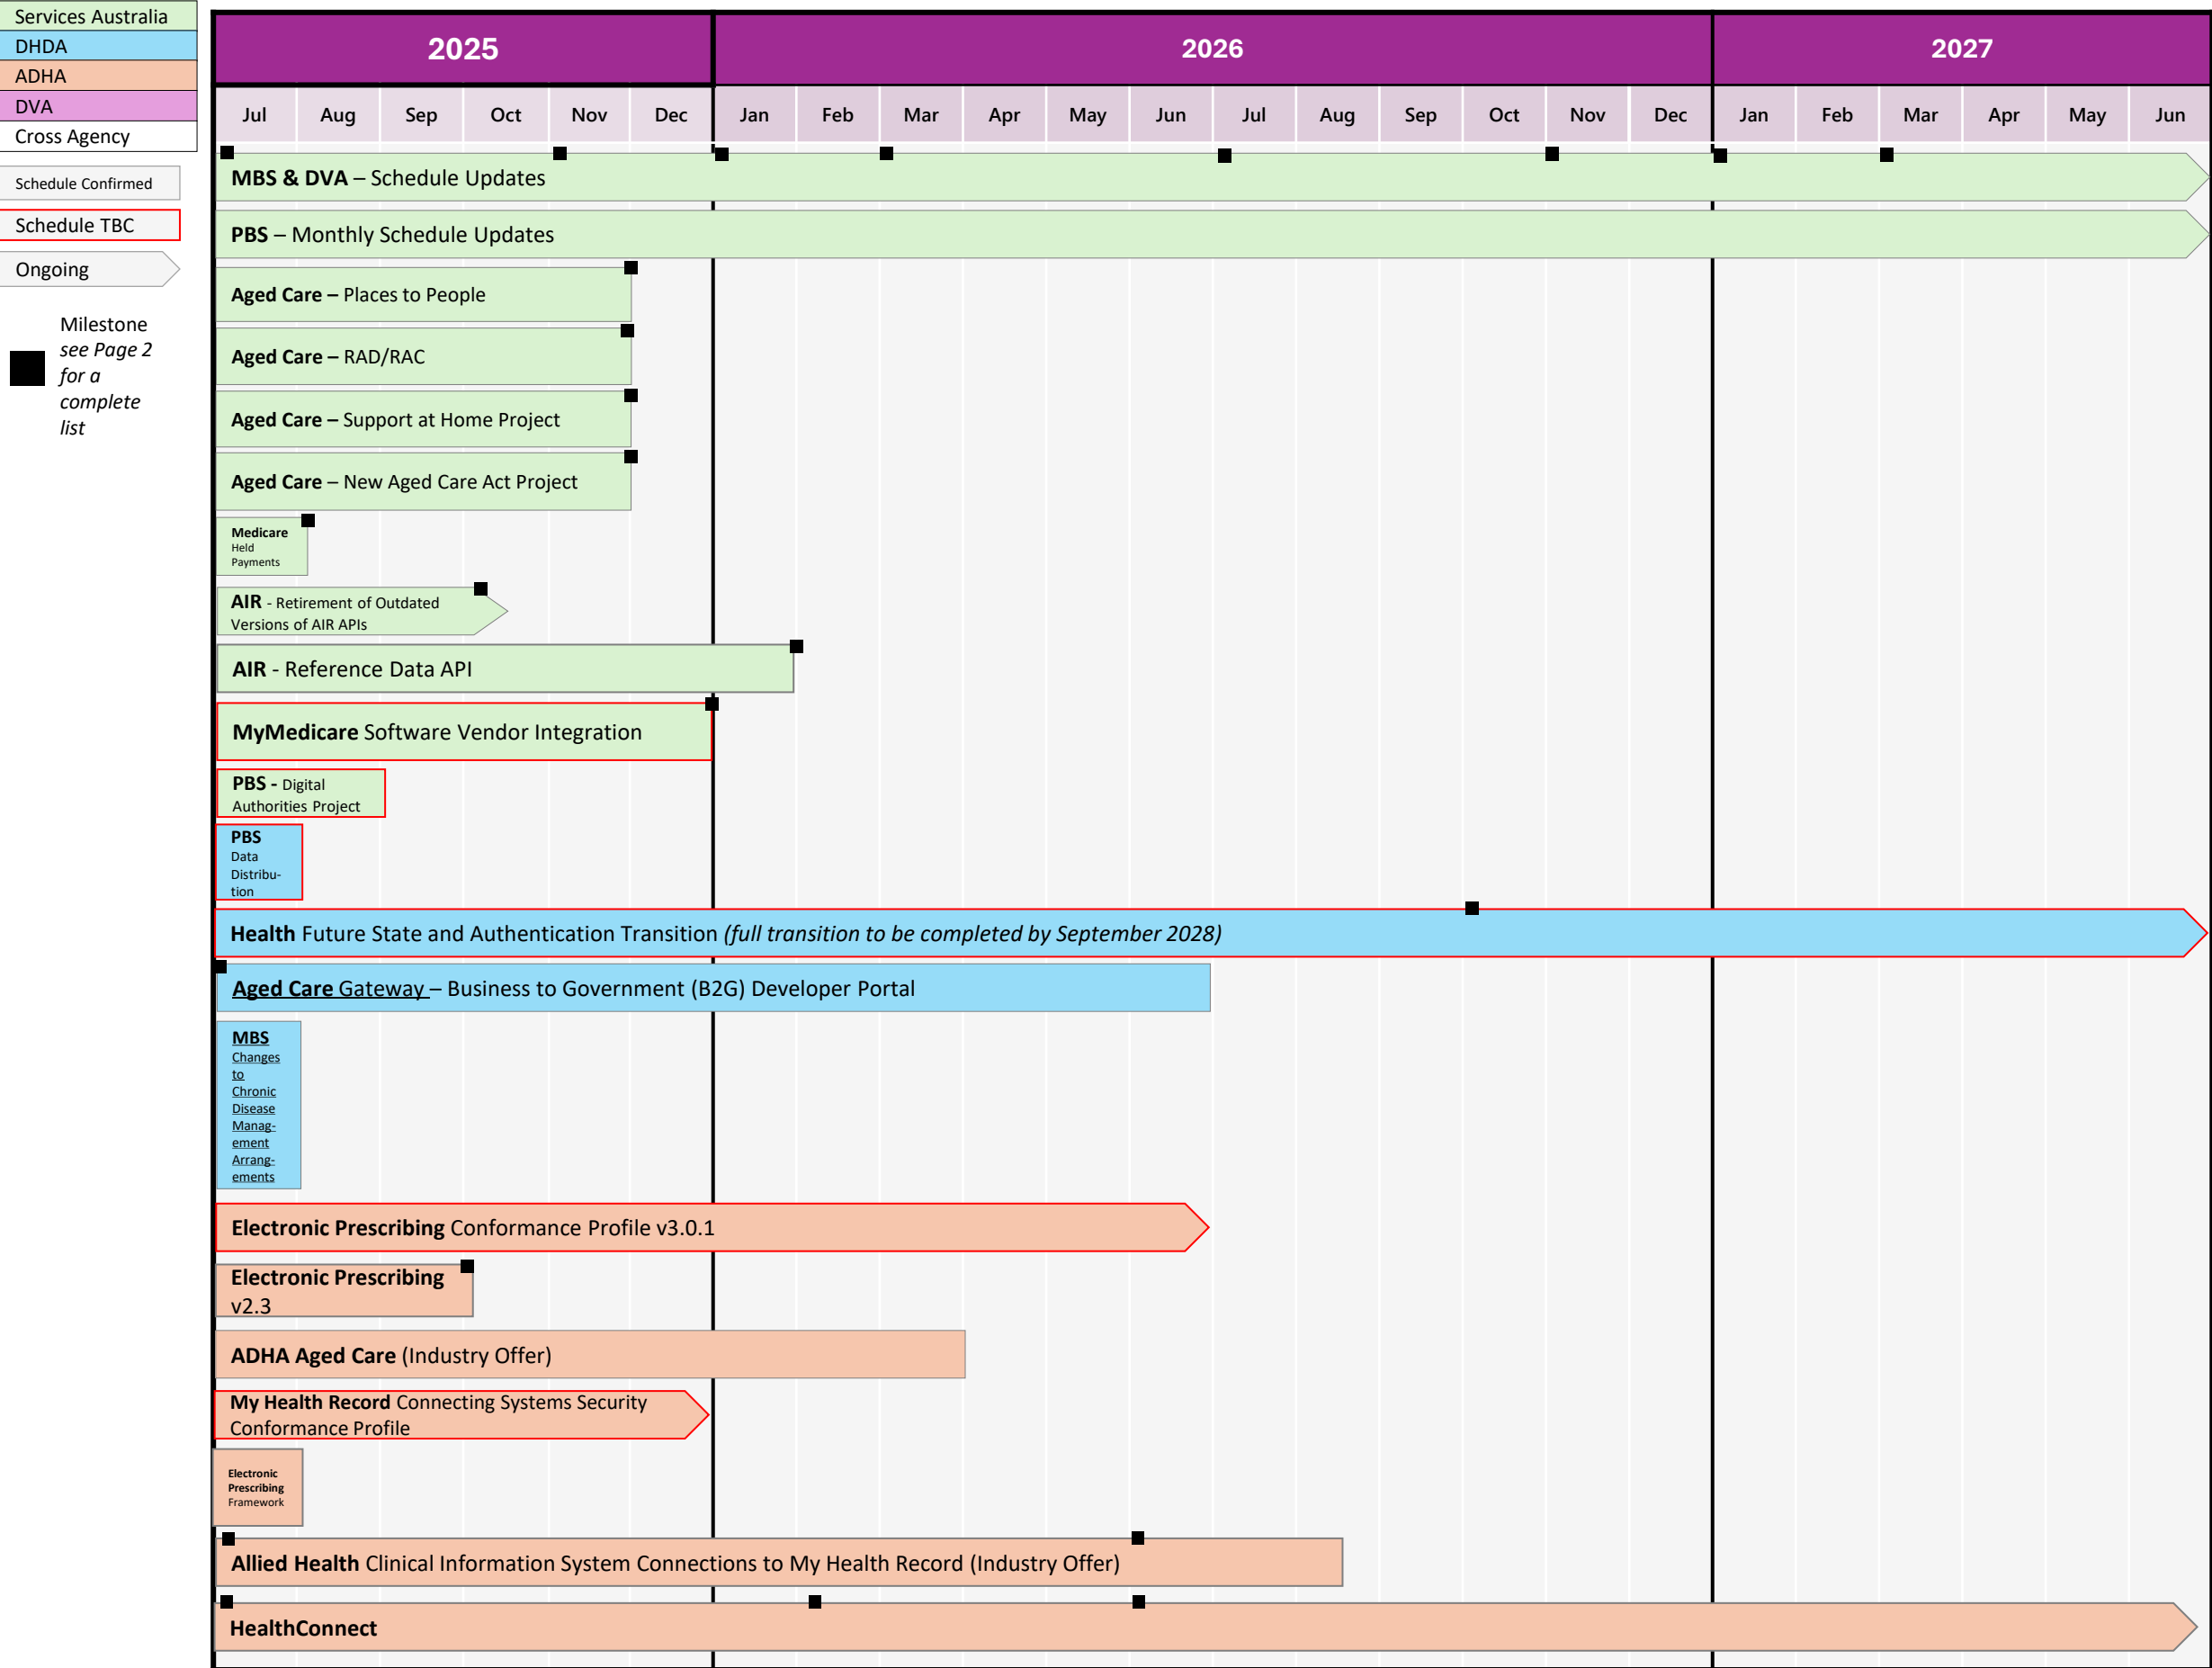 Services Australia
DHDA
ADHA
DVA
Cross Agency
Schedule Confirmed
Schedule TBC
Ongoing
Milestone
see Page 2
for a
complete
list
2025
2026
2027
Jul Aug Sep Oct Nov Dec Jan Feb Mar Apr May Jun Jul Aug Sep Oct Nov Dec Jan Feb Mar Apr May Jun
MBS & DVA – Schedule Updates
PBS – Monthly Schedule Updates
Aged Care – Places to People
Aged Care – RAD/RAC
Aged Care – Support at Home Project
Aged Care – New Aged Care Act Project
Medicare
Held
Payments
AIR - Retirement of Outdated
Versions of AIR APIs
AIR - Reference Data API
MyMedicare Software Vendor Integration
PBS - Digital
Authorities Project
PBS
Data
Distribu-
tion
Health Future State and Authentication Transition (full transition to be completed by September 2028)
Aged Care Gateway – Business to Government (B2G) Developer Portal
MBS
Changes
to
Chronic
Disease
Manag-
ement
Arrang-
ements
Electronic Prescribing Conformance Profile v3.0.1
Electronic Prescribing
v2.3
ADHA Aged Care (Industry Offer)
My Health Record Connecting Systems Security
Conformance Profile
Electronic
Prescribing
Framework
Allied Health Clinical Information System Connections to My Health Record (Industry Offer)
HealthConnect